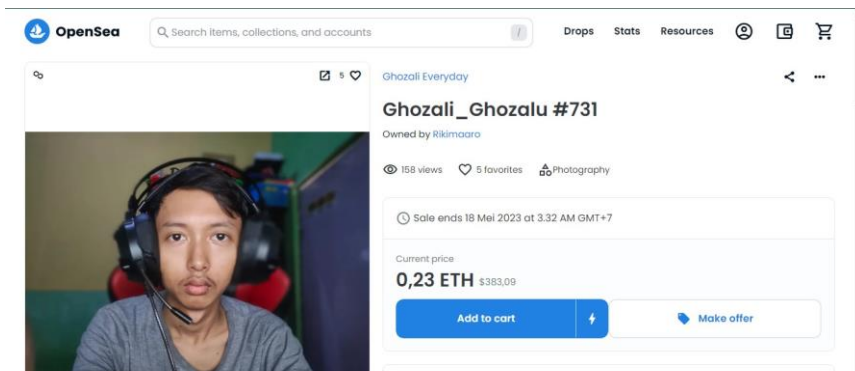 OpenSea
Search items, collections, and accounts
/
Drops Stats Resources
5
Ghozali Everyday
Ghozali_Ghozalu #731
Owned by Rikimaaro
158 views 5 favorites Photography
Sale ends 18 Mei 2023 at 3.32 AM GMT+7
Current price
0,23 ETH $383,09
Add to cart
Make offer